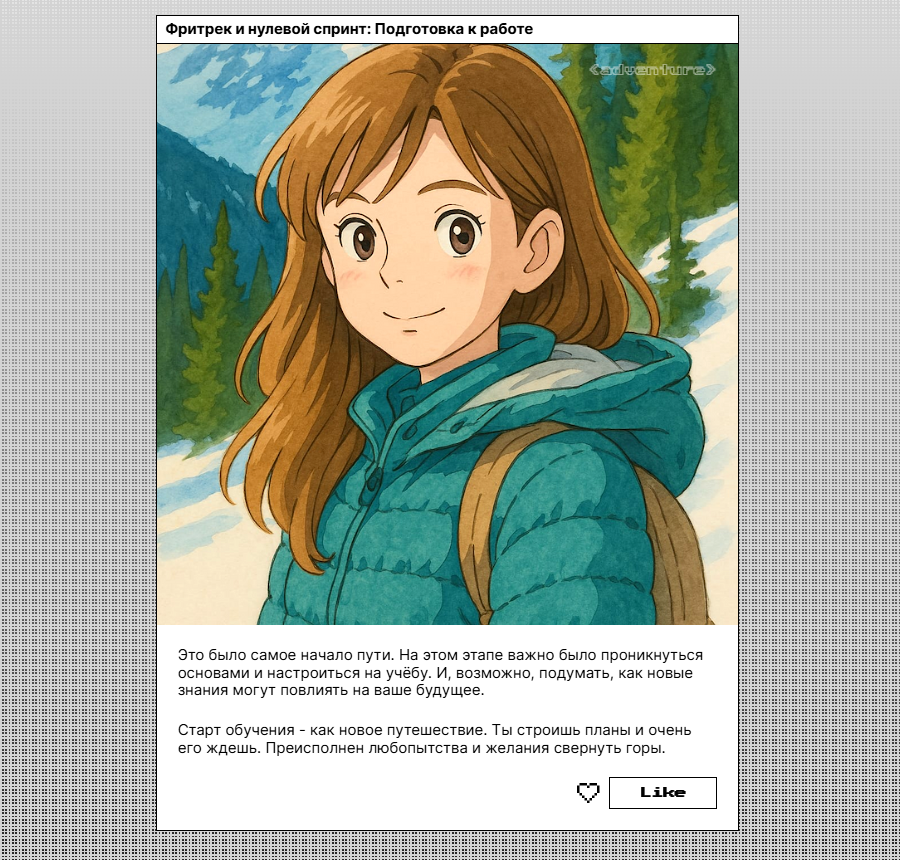 Фритрек и нулевой спринт: Подготовка к работе
<adventure>
Это было самое начало пути. На этом этапе важно было проникнуться
основами и настроиться на учёбу. И, возможно, подумать, как новые
знания могут повлиять на ваше будущее.
Старт обучения - как новое путешествие. Ты строишь планы и очень
его ждешь. Преисполнен любопытства и желания свернуть горы.
Like